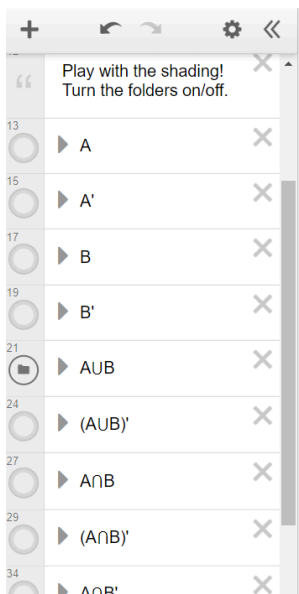 Play with the shading!
Turn the folders on/off.
13
A
15
A'
17
B
19
B'
21
A∪B
24
(A∪B)'
27
A∩B
29
(A∩B)'
34
A∩B'